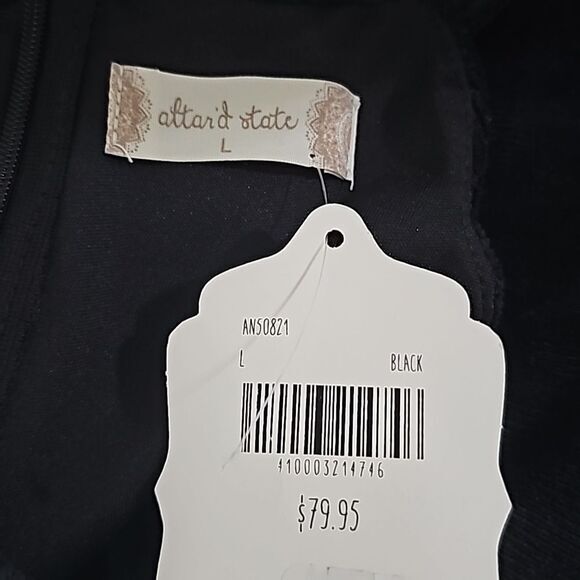 altar'd state
L
AN50821
L BLACK
410003214746
$79.95